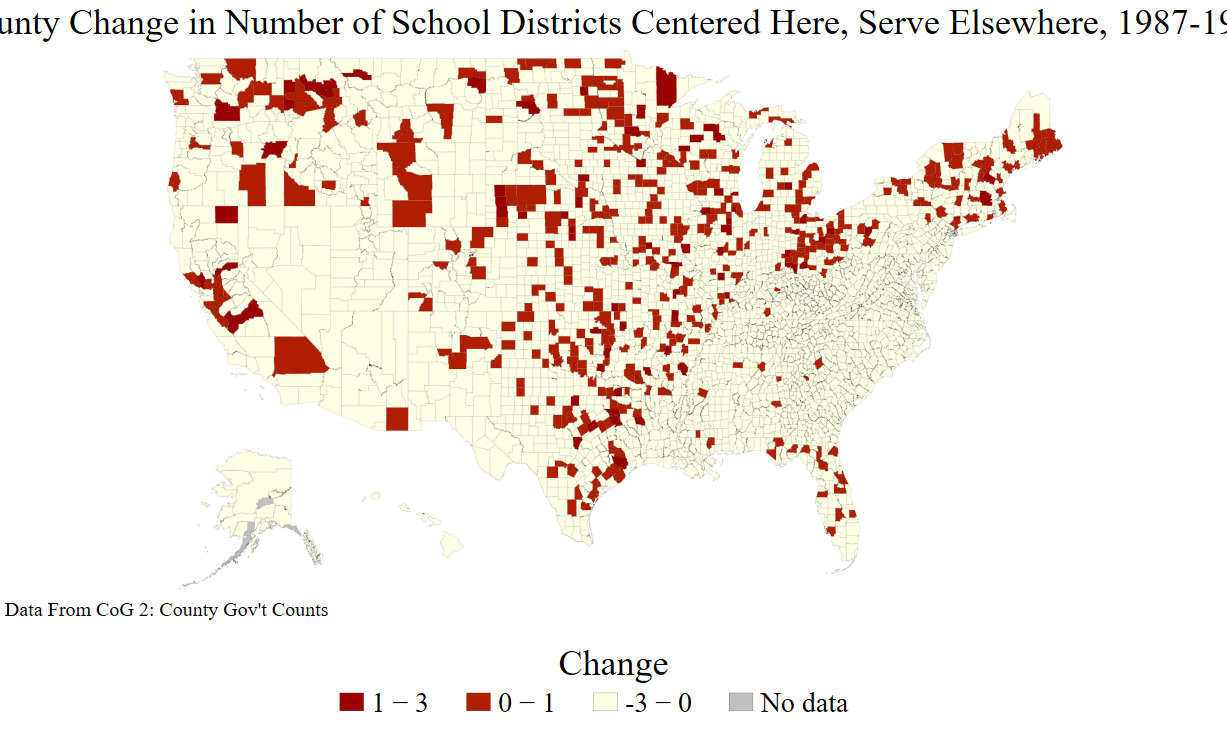 unty Change in Number of School Districts Centered Here, Serve Elsewhere, 1987-19
Data From CoG 2: County Gov't Counts
Change
1 – 3
0 – 1
-3 – 0
No data